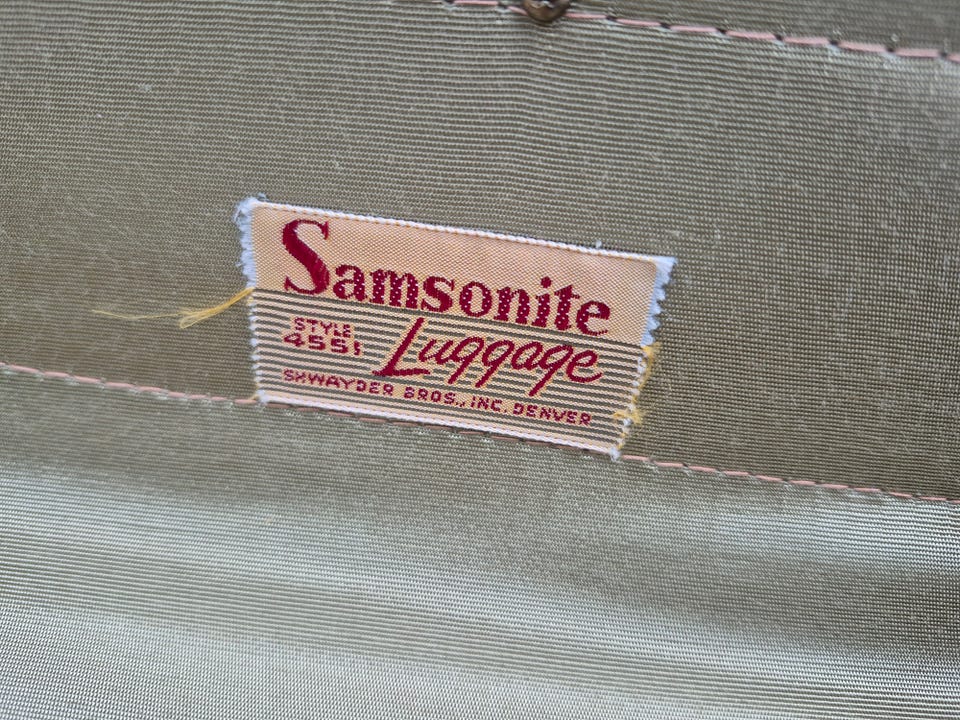 Samsonite
STYLE
4551 Luggage
SHWAYDER BROS., INC. DENVER